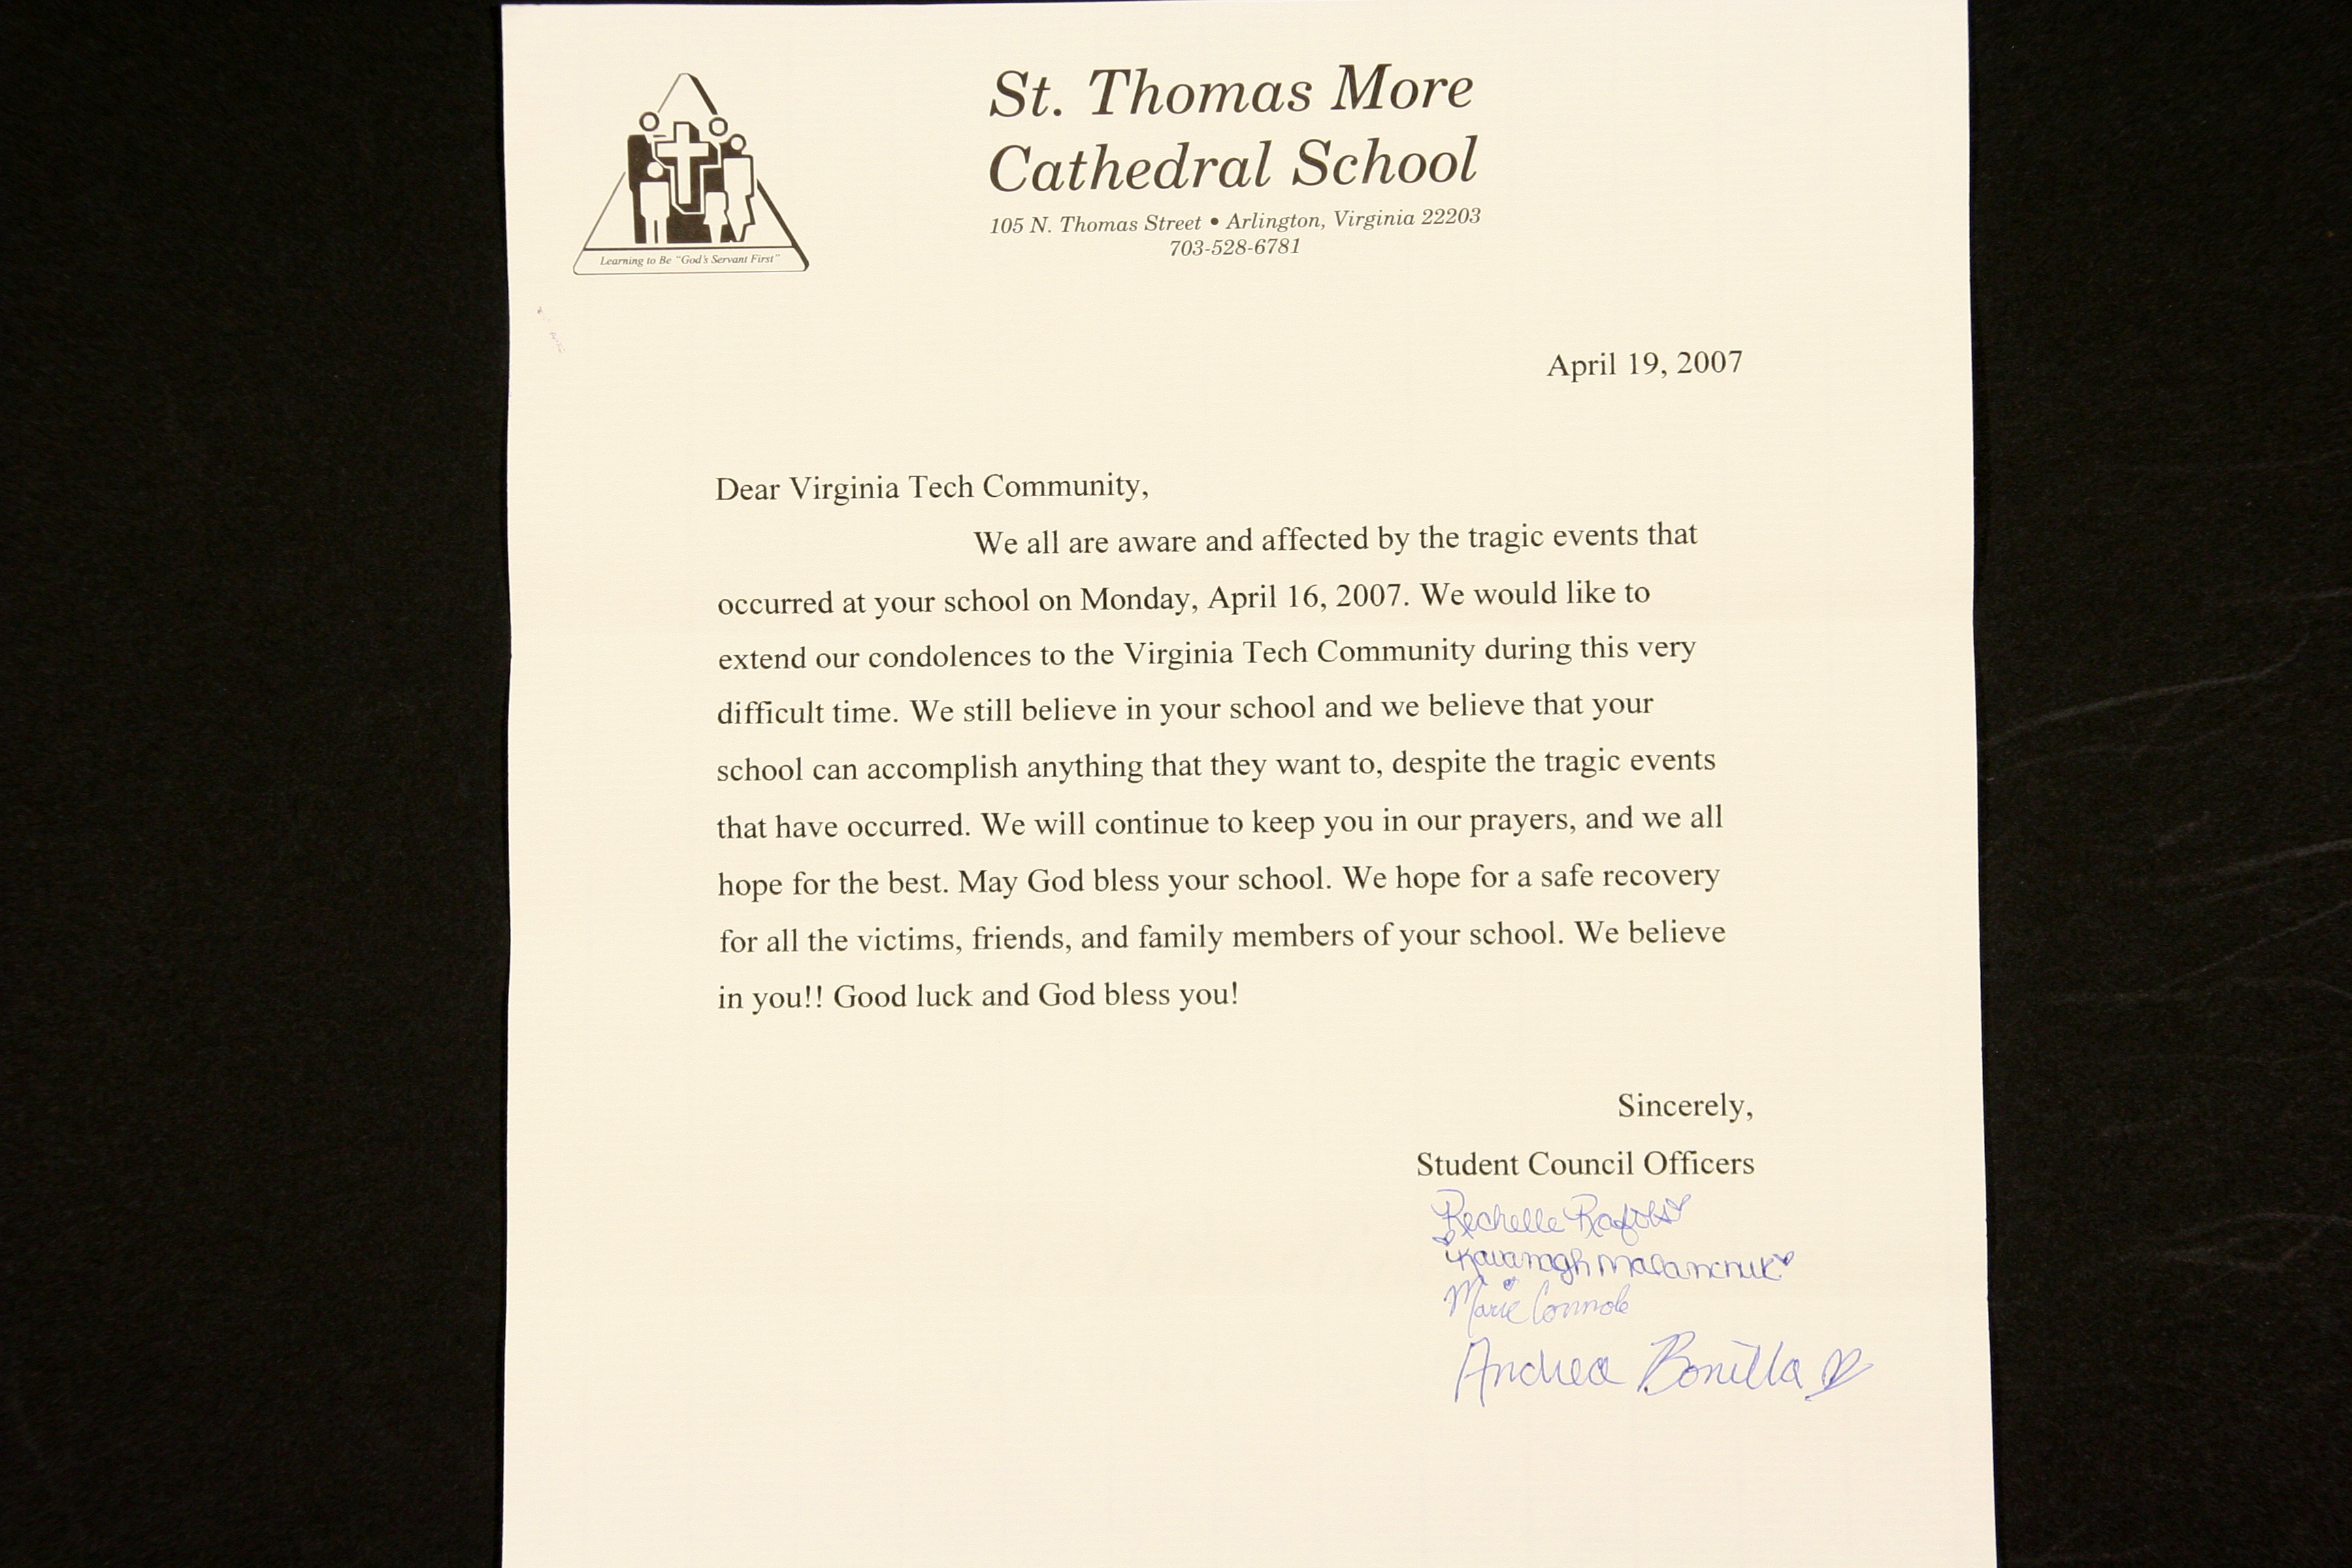 St. Thomas More
Cathedral School
105 N. Thomas Street • Arlington, Virginia 22203
703-528-6781
Learning to Be "God's Servant First"
April 19, 2007
Dear Virginia Tech Community,
We all are aware and affected by the tragic events that
occurred at your school on Monday, April 16, 2007. We would like to
extend our condolences to the Virginia Tech Community during this very
difficult time. We still believe in your school and we believe that your
school can accomplish anything that they want to, despite the tragic events
that have occurred. We will continue to keep you in our prayers, and we all
hope for the best. May God bless your school. We hope for a safe recovery
for all the victims, friends, and family members of your school. We believe
in you!! Good luck and God bless you!
Sincerely,
Student Council Officers
Rechelle
Kavanagh Malanchuk
Marie Connole
Andrea Bonilla